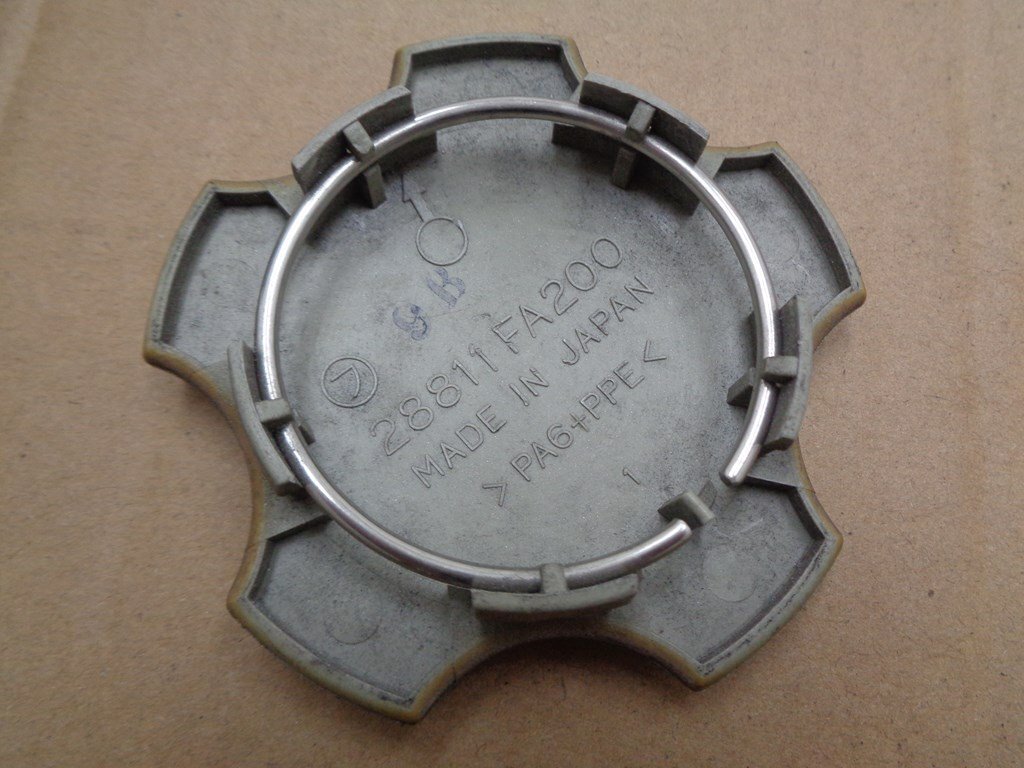 28811FA200
MADE IN JAPAN
>PA6+PPE<
1